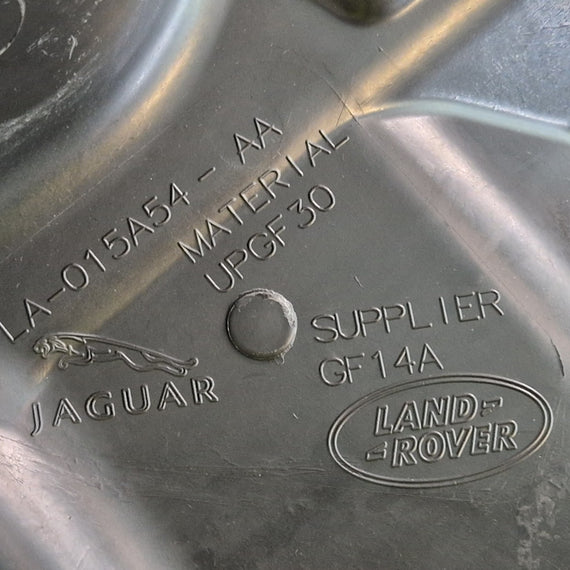 LA-015A54 - AA
MATERIAL
UPGF30
SUPPLIER
GF14A
JAGUAR
LAND-
-ROVER